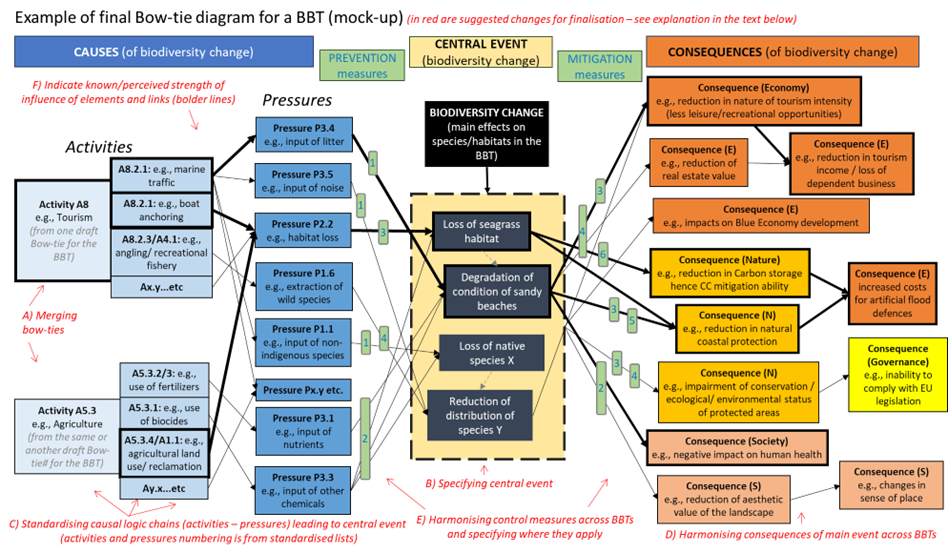 Example of final Bow-tie diagram for a BBT (mock-up) (in red are suggested changes for finalisation – see explanation in the text below)
CAUSES (of biodiversity change)
PREVENTION
measures
CENTRAL EVENT
(biodiversity change)
MITIGATION
measures
CONSEQUENCES (of biodiversity change)
F) Indicate known/perceived strength of
influence of elements and links (bolder lines)
Activities
Pressures
Activity A8
e.g., Tourism
(from one draft
Bow-tie for the
BBT)
A8.2.1: e.g., marine
traffic
A8.2.1: e.g., boat
anchoring
A8.2.3/A4.1: e.g.,
angling/ recreational
fishery
Ax.y...etc
A) Merging
bow-ties
Activity A5.3
e.g., Agriculture
(from the same or
another draft Bow-
tie# for the BBT)
A5.3.2/3: e.g.,
use of fertilizers
A5.3.1: e.g., use
of biocides
A5.3.4/A1.1: e.g.,
agricultural land
use/ reclamation
Ay.x...etc
Pressure P3.4
e.g., input of litter
Pressure P3.5
e.g., input of noise
Pressure P2.2
e.g., habitat loss
Pressure P1.6
e.g., extraction of
wild species
Pressure P1.1
e.g., input of non-
indigenous species
Pressure Px.y etc.
Pressure P3.1
e.g., input of
nutrients
Pressure P3.3
e.g., input of other
chemicals
1
1
3
1
4
2
BIODIVERSITY CHANGE
(main effects on
species/habitats in the
BBT)
Loss of seagrass
habitat
Degradation of
condition of sandy
beaches
Loss of native
species X
Reduction of
distribution of
species Y
3
4
6
3
5
3
4
2
Consequence (Economy)
e.g., reduction in nature of tourism intensity
(less leisure/recreational opportunities)
Consequence (E)
e.g., reduction of
real estate value
Consequence (E)
e.g., reduction in tourism
income / loss of
dependent business
Consequence (E)
e.g., impacts on Blue Economy development
Consequence (Nature)
e.g., reduction in Carbon storage
hence CC mitigation ability
Consequence (E)
increased costs
for artificial flood
defences
Consequence (N)
e.g., reduction in natural
coastal protection
Consequence (N)
e.g., impairment of conservation /
ecological/ environmental status
of protected areas
Consequence
(Governance)
e.g., inability to
comply with EU
legislation
Consequence (Society)
e.g., negative impact on human health
Consequence (S)
e.g., reduction of aesthetic
value of the landscape
Consequence (S)
e.g., changes in
sense of place
B) Specifying central event
C) Standardising causal logic chains (activities – pressures) leading to central event
(activities and pressures numbering is from standardised lists)
E) Harmonising control measures across BBTs
and specifying where they apply
D) Harmonising consequences of main event across BBTs